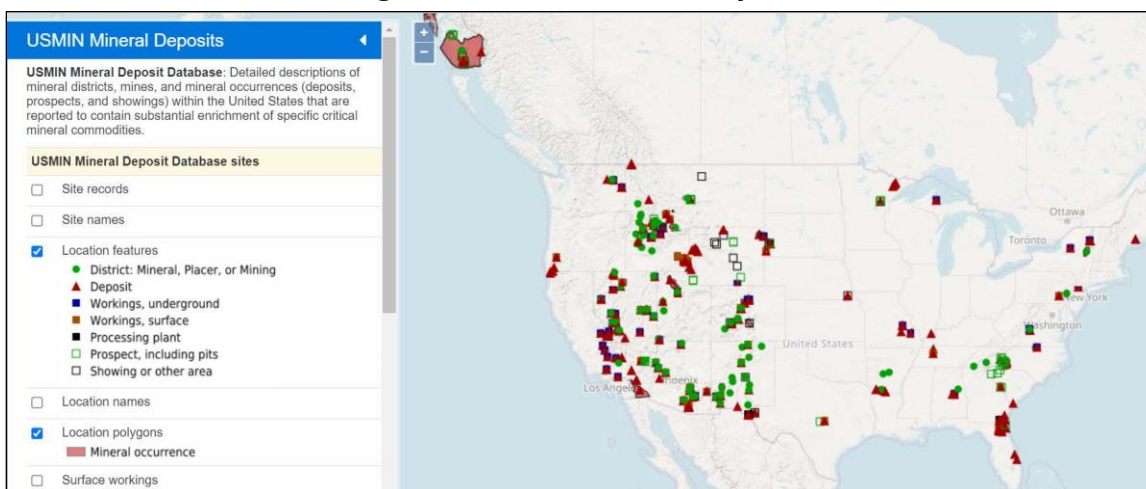 USMIN Mineral Deposits
USMIN Mineral Deposit Database: Detailed descriptions of
mineral districts, mines, and mineral occurrences (deposits,
prospects, and showings) within the United States that are
reported to contain substantial enrichment of specific critical
mineral commodities.
USMIN Mineral Deposit Database sites
Site records
Site names
Location features
District: Mineral, Placer, or Mining
Deposit
Workings, underground
Workings, surface
Processing plant
Prospect, including pits
Showing or other area
Location names
Location polygons
Mineral occurrence
Surface workings
+
−
Ottawa
Toronto
New York
Washington
United States
Phoenix
Los Angeles